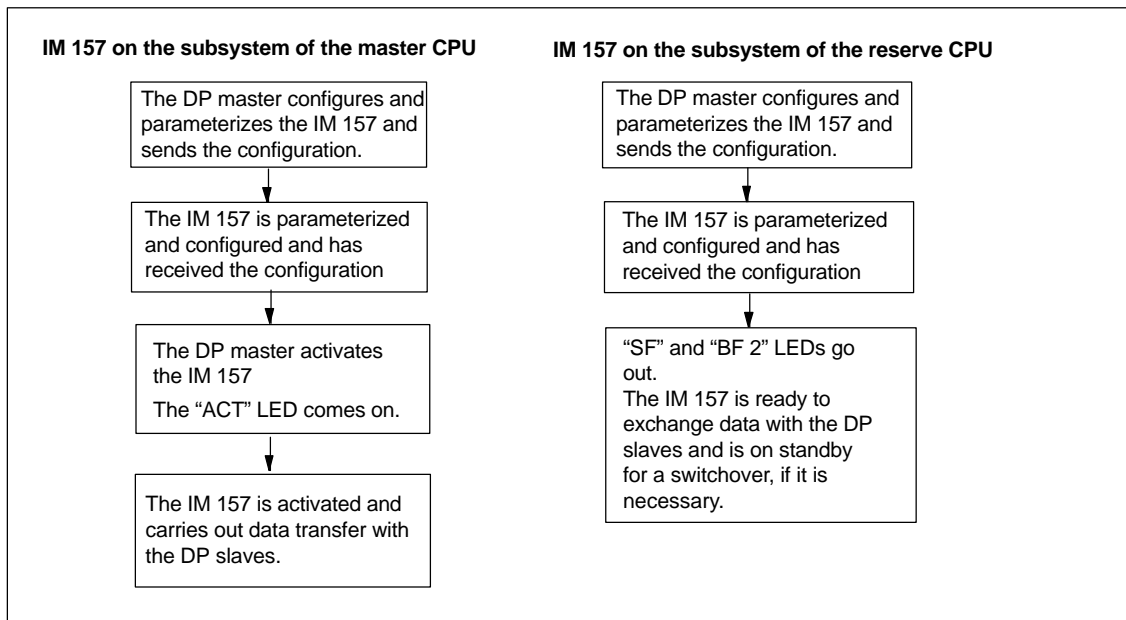 IM 157 on the subsystem of the master CPU
The DP master configures and
parameterizes the IM 157 and
sends the configuration.
The IM 157 is parameterized
and configured and has
received the configuration
The DP master activates
the IM 157
The “ACT” LED comes on.
The IM 157 is activated and
carries out data transfer with
the DP slaves.
IM 157 on the subsystem of the reserve CPU
The DP master configures and
parameterizes the IM 157 and
sends the configuration.
The IM 157 is parameterized
and configured and has
received the configuration
“SF” and “BF 2” LEDs go
out.
The IM 157 is ready to
exchange data with the DP
slaves and is on standby
for a switchover, if it is
necessary.